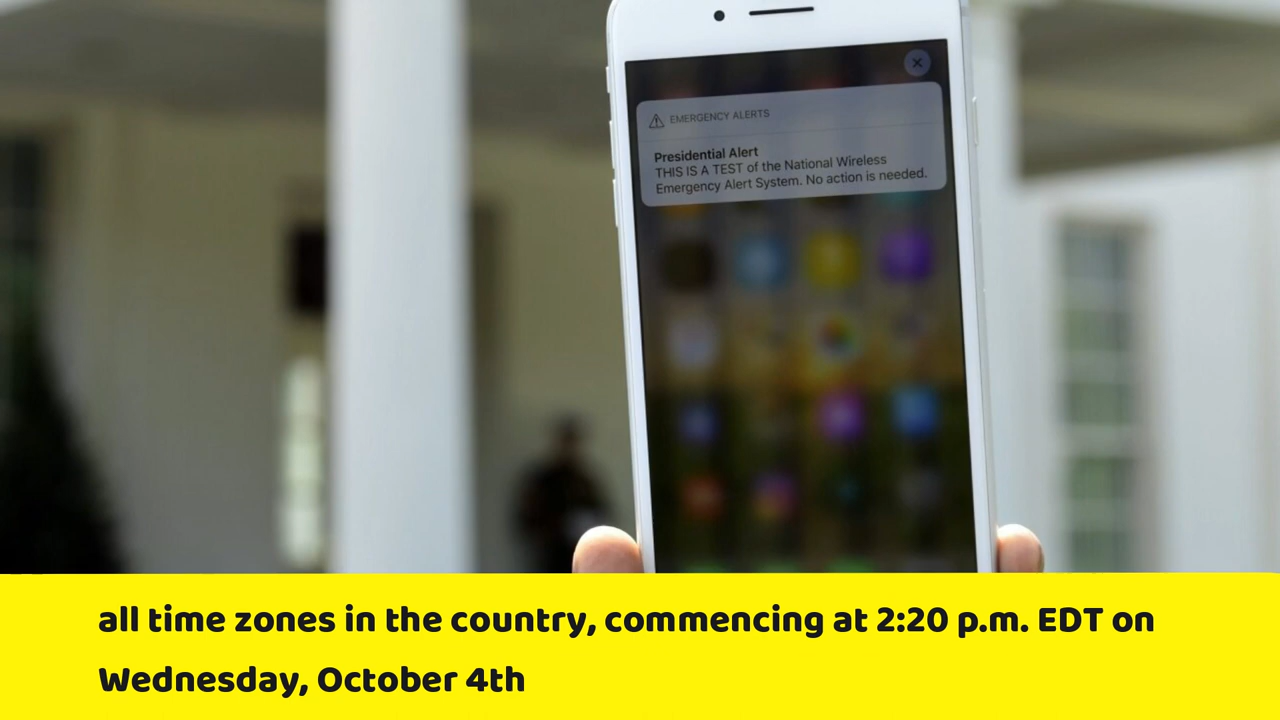 EMERGENCY ALERTS
Presidential Alert
THIS IS A TEST of the National Wireless
Emergency Alert System. No action is needed.
all time zones in the country, commencing at 2:20 p.m. EDT on
Wednesday, October 4th